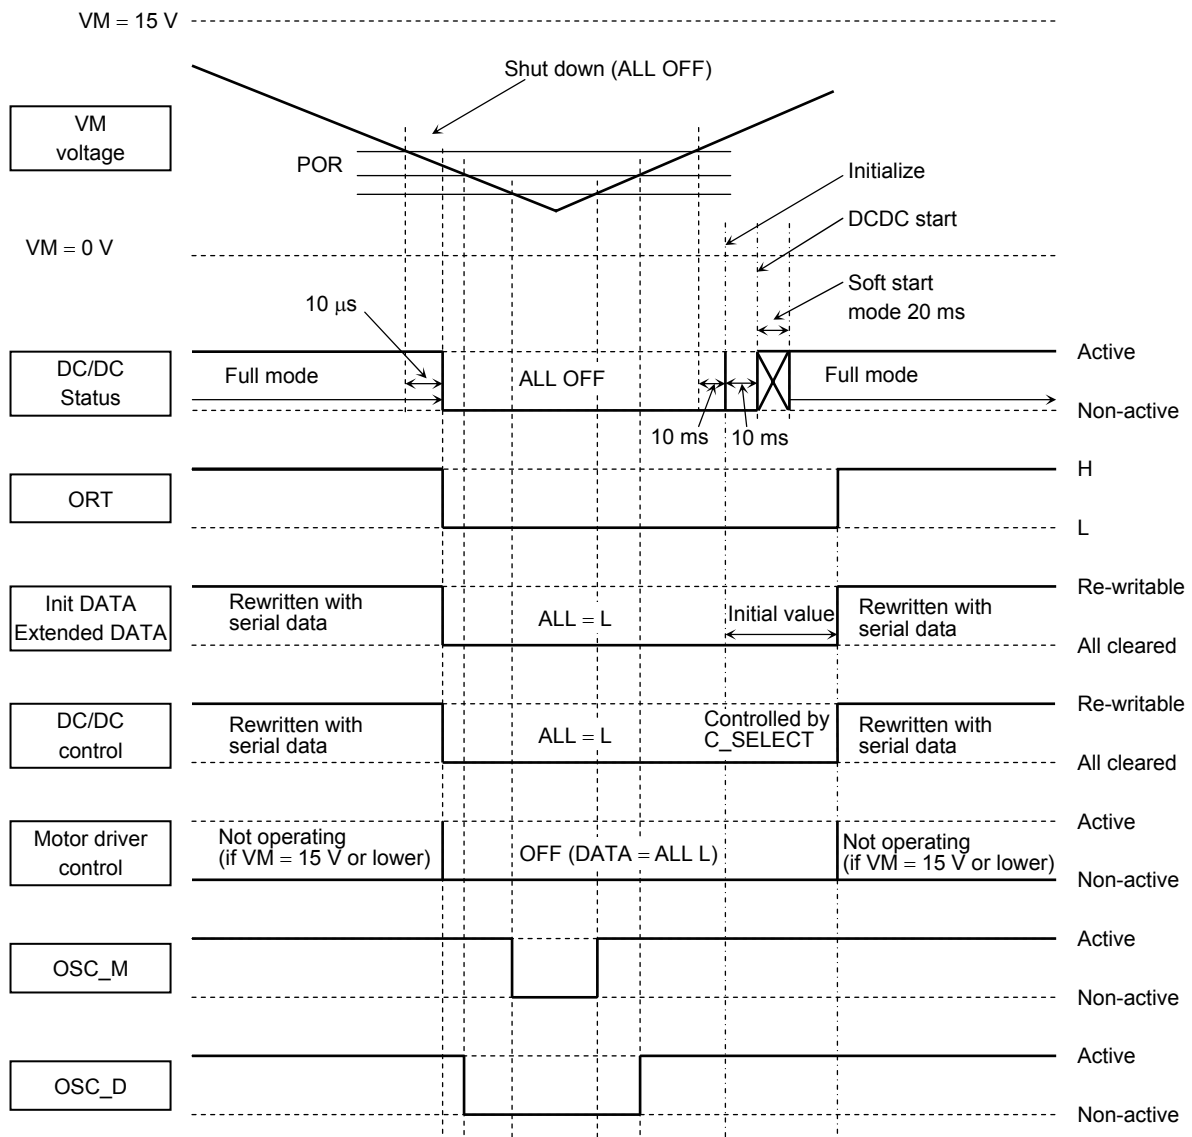 VM = 15 V
Shut down (ALL OFF)
VM
voltage
POR
Initialize
DCDC start
VM = 0 V
Soft start
mode 20 ms
10 μs
DC/DC
Status
Full mode
ALL OFF
Full mode
Active
Non-active
10 ms
10 ms
ORT
H
L
Init DATA
Extended DATA
Rewritten with
serial data
ALL = L
Initial value
Rewritten with
serial data
Re-writable
All cleared
DC/DC
control
Rewritten with
serial data
ALL = L
Controlled by
C_SELECT
Rewritten with
serial data
Re-writable
All cleared
Motor driver
control
Not operating
(if VM = 15 V or lower)
OFF (DATA = ALL L)
Not operating
(if VM = 15 V or lower)
Active
Non-active
OSC_M
Active
Non-active
OSC_D
Active
Non-active